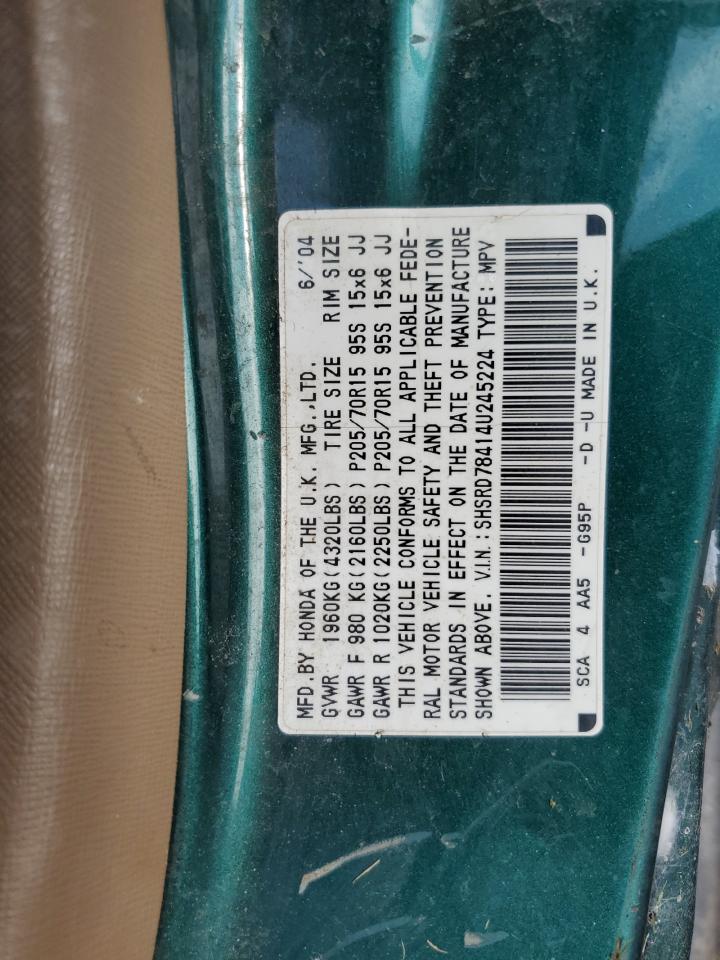 MFD.BY HONDA OF THE U.K. MFG.,LTD. 6/'04
GVWR 1960KG(4320LBS) TIRE SIZE RIM SIZE
GAWR F 980 KG(2160LBS) P205/70R15 95S 15x6 JJ
GAWR R 1020KG(2250LBS) P205/70R15 95S 15x6 JJ
THIS VEHICLE CONFORMS TO ALL APPLICABLE FEDE-
RAL MOTOR VEHICLE SAFETY AND THEFT PREVENTION
STANDARDS IN EFFECT ON THE DATE OF MANUFACTURE
SHOWN ABOVE. V.I.N.:SHSRD78414U245224 TYPE: MPV
SCA 4 AA5 -G95P -D -U MADE IN U.K.